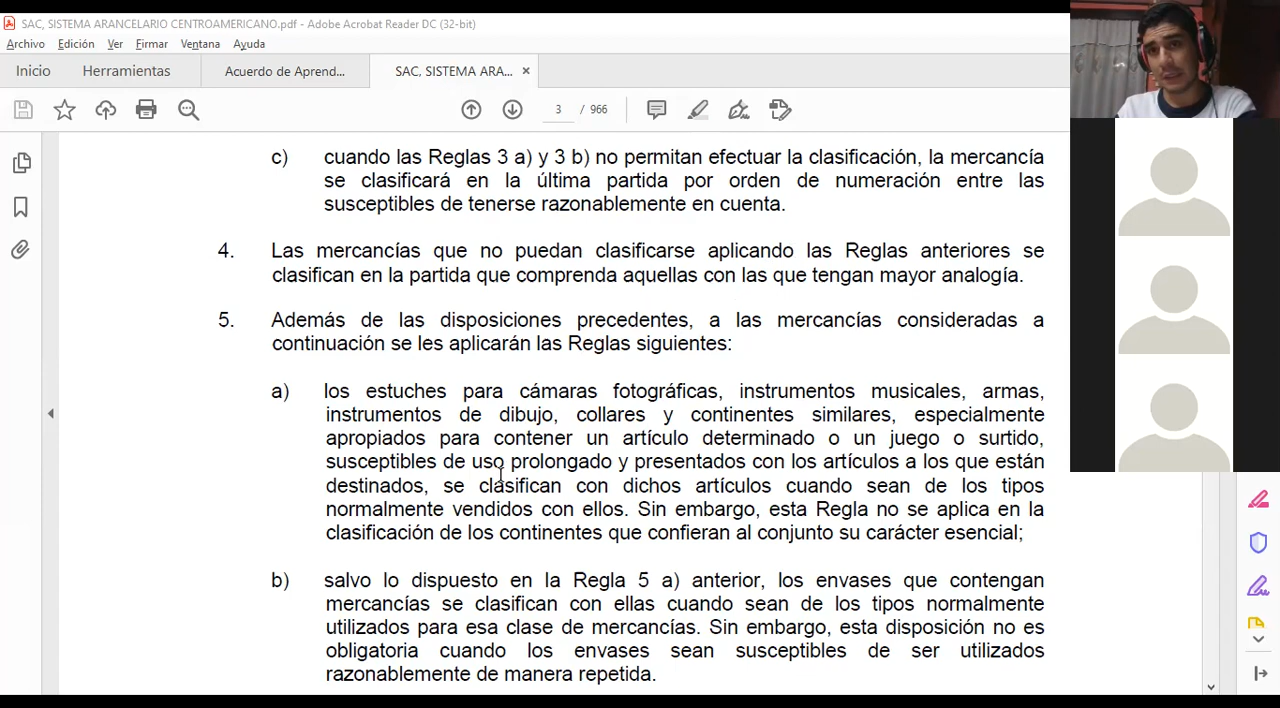 SAC, SISTEMA ARANCELARIO CENTROAMERICANO.pdf - Adobe Acrobat Reader DC (32-bit)
Archivo Edición Ver Firmar Ventana Ayuda
Inicio Herramientas Acuerdo de Aprend... SAC, SISTEMA ARA... ×
3 / 966
c) cuando las Reglas 3 a) y 3 b) no permitan efectuar la clasificación, la mercancía
se clasificará en la última partida por orden de numeración entre las
susceptibles de tenerse razonablemente en cuenta.
4. Las mercancías que no puedan clasificarse aplicando las Reglas anteriores se
clasifican en la partida que comprenda aquellas con las que tengan mayor analogía.
5. Además de las disposiciones precedentes, a las mercancías consideradas a
continuación se les aplicarán las Reglas siguientes:
a) los estuches para cámaras fotográficas, instrumentos musicales, armas,
instrumentos de dibujo, collares y continentes similares, especialmente
apropiados para contener un artículo determinado o un juego o surtido,
susceptibles de uso prolongado y presentados con los artículos a los que están
destinados, se clasifican con dichos artículos cuando sean de los tipos
normalmente vendidos con ellos. Sin embargo, esta Regla no se aplica en la
clasificación de los continentes que confieran al conjunto su carácter esencial;
b) salvo lo dispuesto en la Regla 5 a) anterior, los envases que contengan
mercancías se clasifican con ellas cuando sean de los tipos normalmente
utilizados para esa clase de mercancías. Sin embargo, esta disposición no es
obligatoria cuando los envases sean susceptibles de ser utilizados
razonablemente de manera repetida.